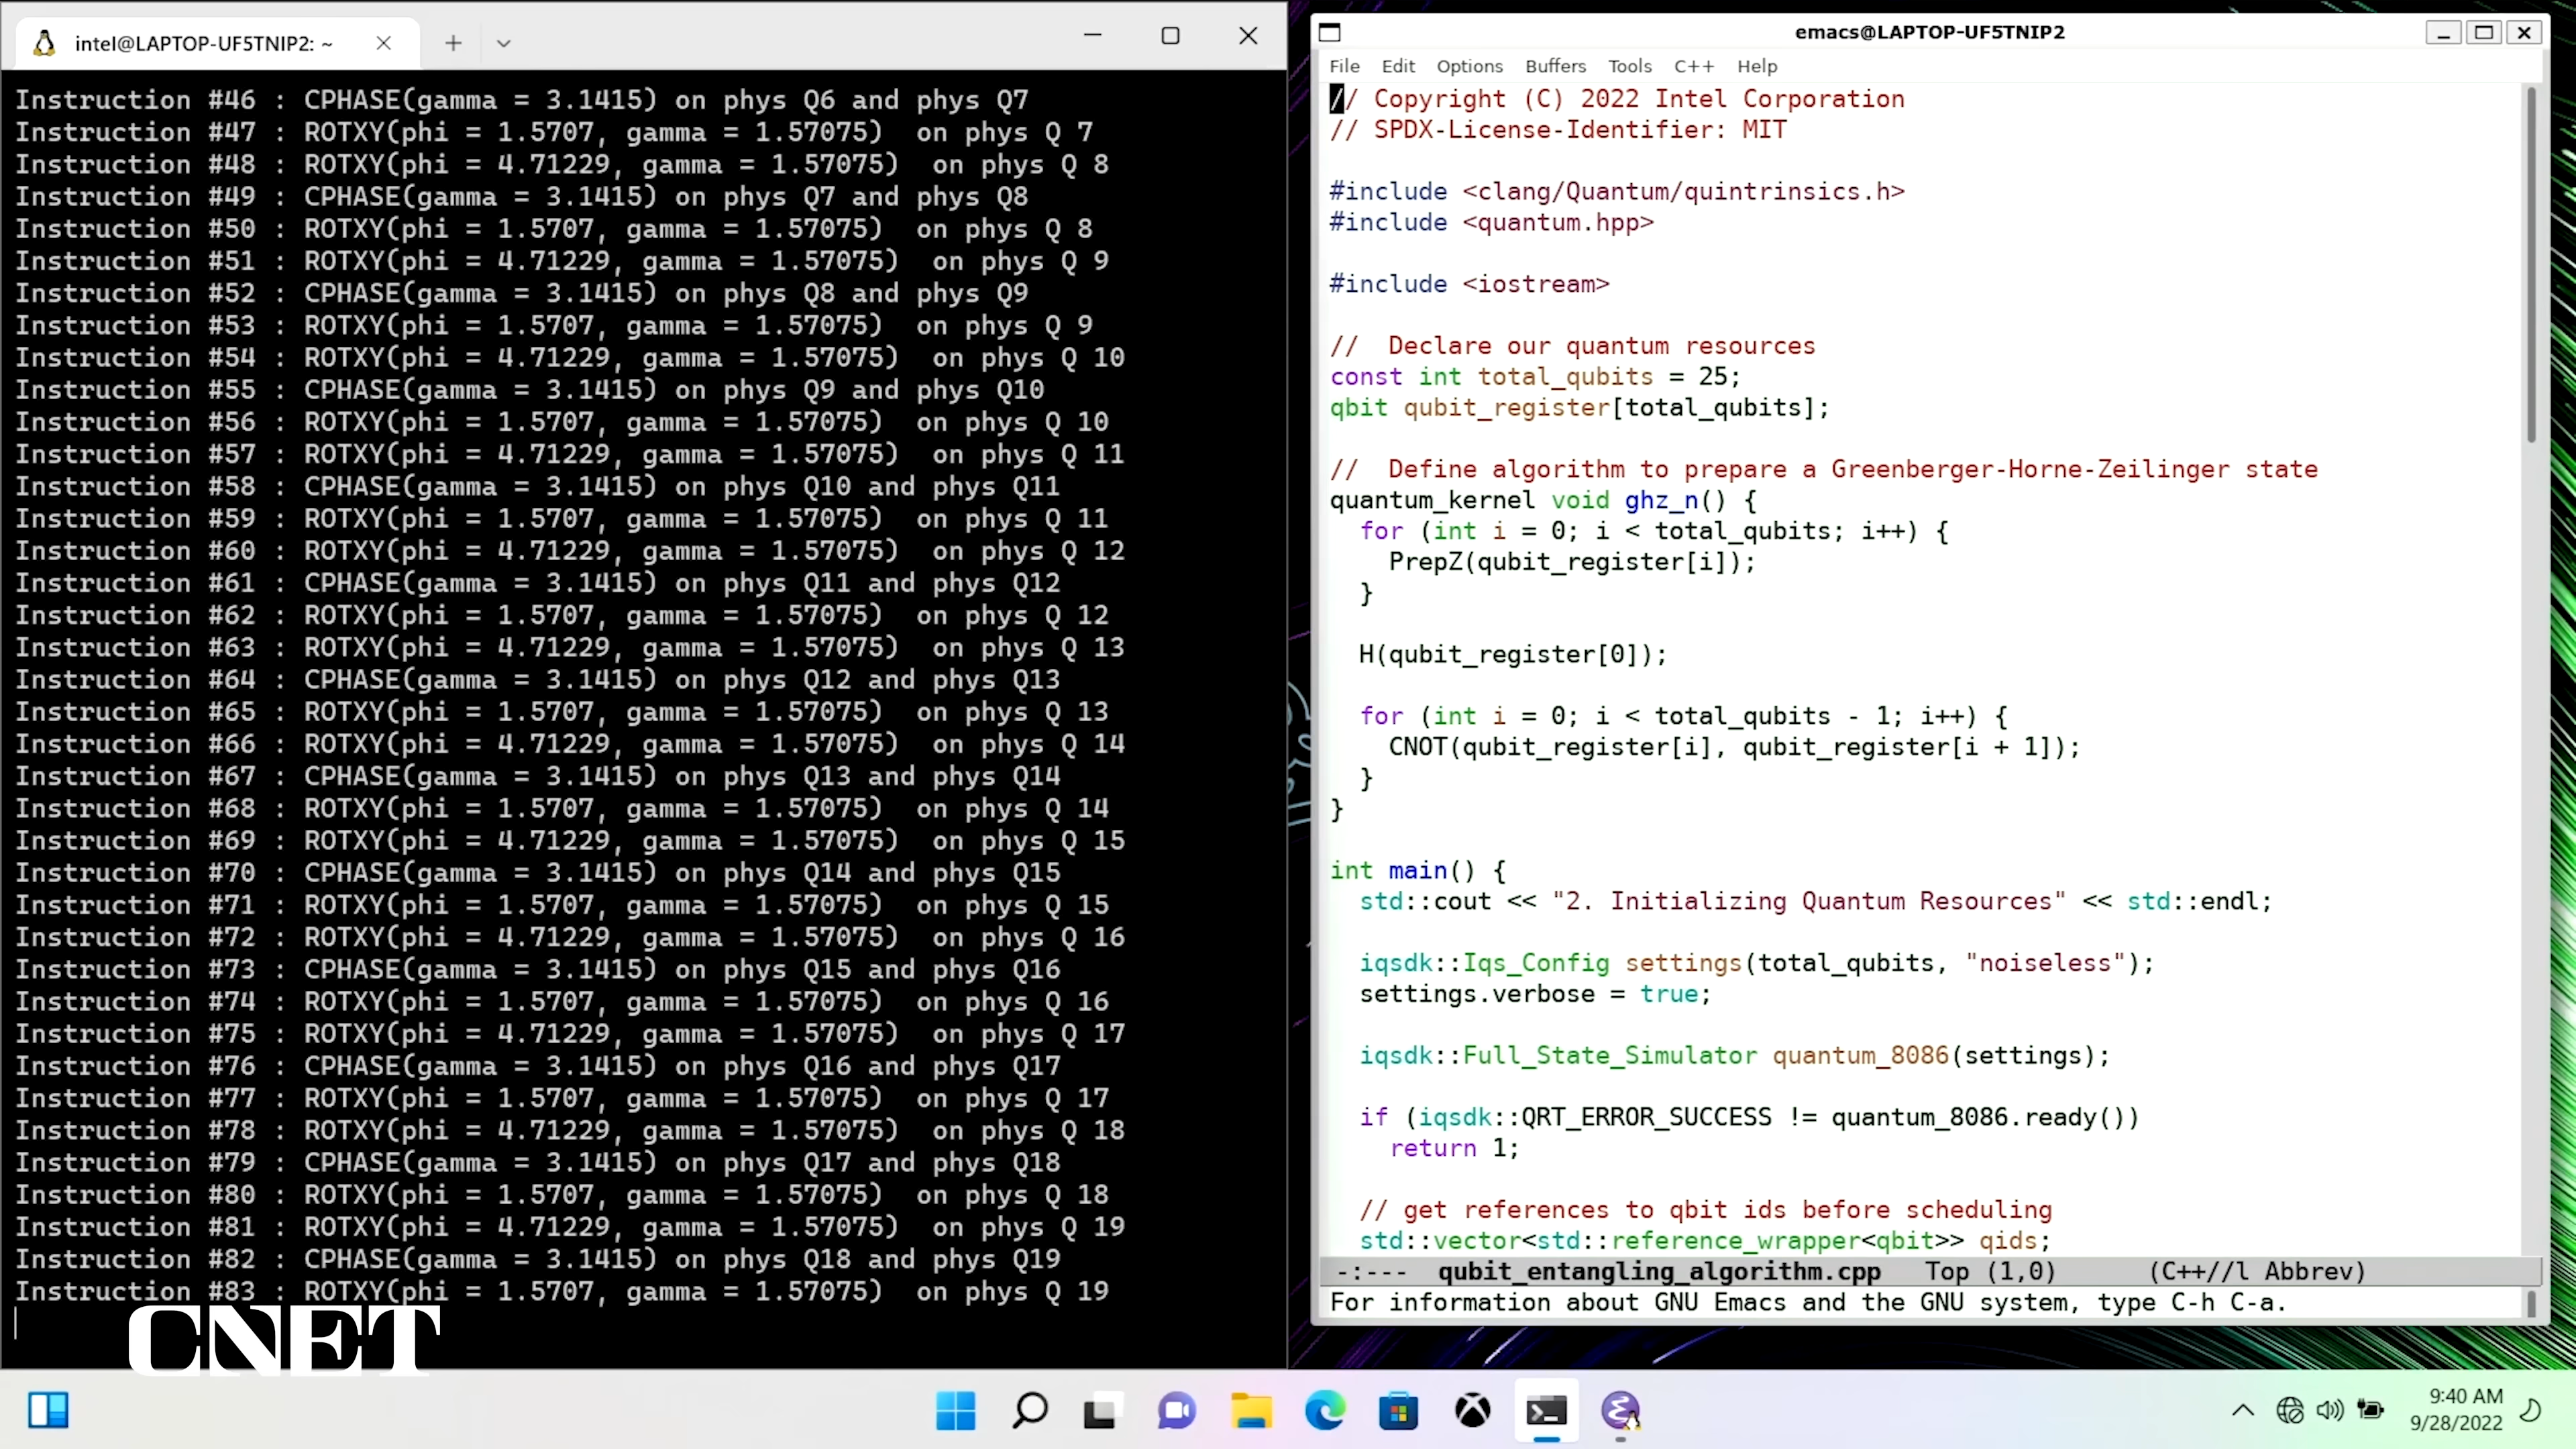 intel@LAPTOP-UF5TNIP2: ~
Instruction #46 : CPHASE(gamma = 3.1415) on phys Q6 and phys Q7
Instruction #47 : ROTXY(phi = 1.5707, gamma = 1.57075)  on phys Q 7
Instruction #48 : ROTXY(phi = 4.71229, gamma = 1.57075)  on phys Q 8
Instruction #49 : CPHASE(gamma = 3.1415) on phys Q7 and phys Q8
Instruction #50 : ROTXY(phi = 1.5707, gamma = 1.57075)  on phys Q 8
Instruction #51 : ROTXY(phi = 4.71229, gamma = 1.57075)  on phys Q 9
Instruction #52 : CPHASE(gamma = 3.1415) on phys Q8 and phys Q9
Instruction #53 : ROTXY(phi = 1.5707, gamma = 1.57075)  on phys Q 9
Instruction #54 : ROTXY(phi = 4.71229, gamma = 1.57075)  on phys Q 10
Instruction #55 : CPHASE(gamma = 3.1415) on phys Q9 and phys Q10
Instruction #56 : ROTXY(phi = 1.5707, gamma = 1.57075)  on phys Q 10
Instruction #57 : ROTXY(phi = 4.71229, gamma = 1.57075)  on phys Q 11
Instruction #58 : CPHASE(gamma = 3.1415) on phys Q10 and phys Q11
Instruction #59 : ROTXY(phi = 1.5707, gamma = 1.57075)  on phys Q 11
Instruction #60 : ROTXY(phi = 4.71229, gamma = 1.57075)  on phys Q 12
Instruction #61 : CPHASE(gamma = 3.1415) on phys Q11 and phys Q12
Instruction #62 : ROTXY(phi = 1.5707, gamma = 1.57075)  on phys Q 12
Instruction #63 : ROTXY(phi = 4.71229, gamma = 1.57075)  on phys Q 13
Instruction #64 : CPHASE(gamma = 3.1415) on phys Q12 and phys Q13
Instruction #65 : ROTXY(phi = 1.5707, gamma = 1.57075)  on phys Q 13
Instruction #66 : ROTXY(phi = 4.71229, gamma = 1.57075)  on phys Q 14
Instruction #67 : CPHASE(gamma = 3.1415) on phys Q13 and phys Q14
Instruction #68 : ROTXY(phi = 1.5707, gamma = 1.57075)  on phys Q 14
Instruction #69 : ROTXY(phi = 4.71229, gamma = 1.57075)  on phys Q 15
Instruction #70 : CPHASE(gamma = 3.1415) on phys Q14 and phys Q15
Instruction #71 : ROTXY(phi = 1.5707, gamma = 1.57075)  on phys Q 15
Instruction #72 : ROTXY(phi = 4.71229, gamma = 1.57075)  on phys Q 16
Instruction #73 : CPHASE(gamma = 3.1415) on phys Q15 and phys Q16
Instruction #74 : ROTXY(phi = 1.5707, gamma = 1.57075)  on phys Q 16
Instruction #75 : ROTXY(phi = 4.71229, gamma = 1.57075)  on phys Q 17
Instruction #76 : CPHASE(gamma = 3.1415) on phys Q16 and phys Q17
Instruction #77 : ROTXY(phi = 1.5707, gamma = 1.57075)  on phys Q 17
Instruction #78 : ROTXY(phi = 4.71229, gamma = 1.57075)  on phys Q 18
Instruction #79 : CPHASE(gamma = 3.1415) on phys Q17 and phys Q18
Instruction #80 : ROTXY(phi = 1.5707, gamma = 1.57075)  on phys Q 18
Instruction #81 : ROTXY(phi = 4.71229, gamma = 1.57075)  on phys Q 19
Instruction #82 : CPHASE(gamma = 3.1415) on phys Q18 and phys Q19
Instruction #83 : ROTXY(phi = 1.5707, gamma = 1.57075)  on phys Q 19
CNET
emacs@LAPTOP-UF5TNIP2
File Edit Options Buffers Tools C++ Help
// Copyright (C) 2022 Intel Corporation
// SPDX-License-Identifier: MIT
#include <clang/Quantum/quintrinsics.h>
#include <quantum.hpp>
#include <iostream>
//  Declare our quantum resources
const int total_qubits = 25;
qbit qubit_register[total_qubits];
//  Define algorithm to prepare a Greenberger-Horne-Zeilinger state
quantum_kernel void ghz_n() {
  for (int i = 0; i < total_qubits; i++) {
    PrepZ(qubit_register[i]);
  }
  H(qubit_register[0]);
  for (int i = 0; i < total_qubits - 1; i++) {
    CNOT(qubit_register[i], qubit_register[i + 1]);
  }
}
int main() {
  std::cout << "2. Initializing Quantum Resources" << std::endl;
  iqsdk::Iqs_Config settings(total_qubits, "noiseless");
  settings.verbose = true;
  iqsdk::Full_State_Simulator quantum_8086(settings);
  if (iqsdk::QRT_ERROR_SUCCESS != quantum_8086.ready())
    return 1;
  // get references to qbit ids before scheduling
  std::vector<std::reference_wrapper<qbit>> qids;
-:---  qubit_entangling_algorithm.cpp   Top (1,0)      (C++//l Abbrev)
For information about GNU Emacs and the GNU system, type C-h C-a.
9:40 AM
9/28/2022